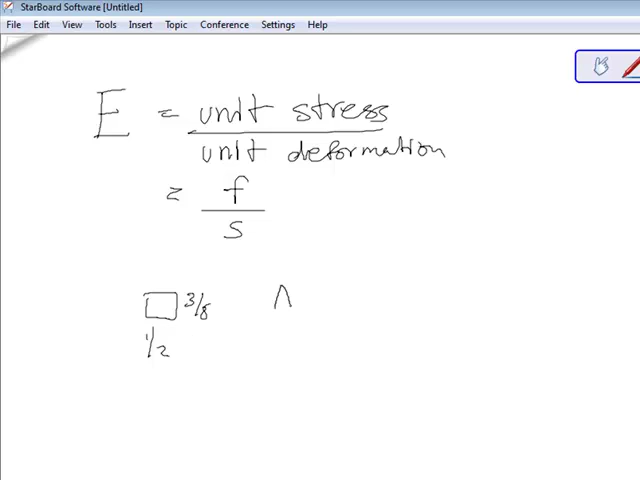 StarBoard Software [Untitled]
File Edit View Tools Insert Topic Conference Settings Help
E = unit stress
unit deformation
= f
s
3/8
1/2